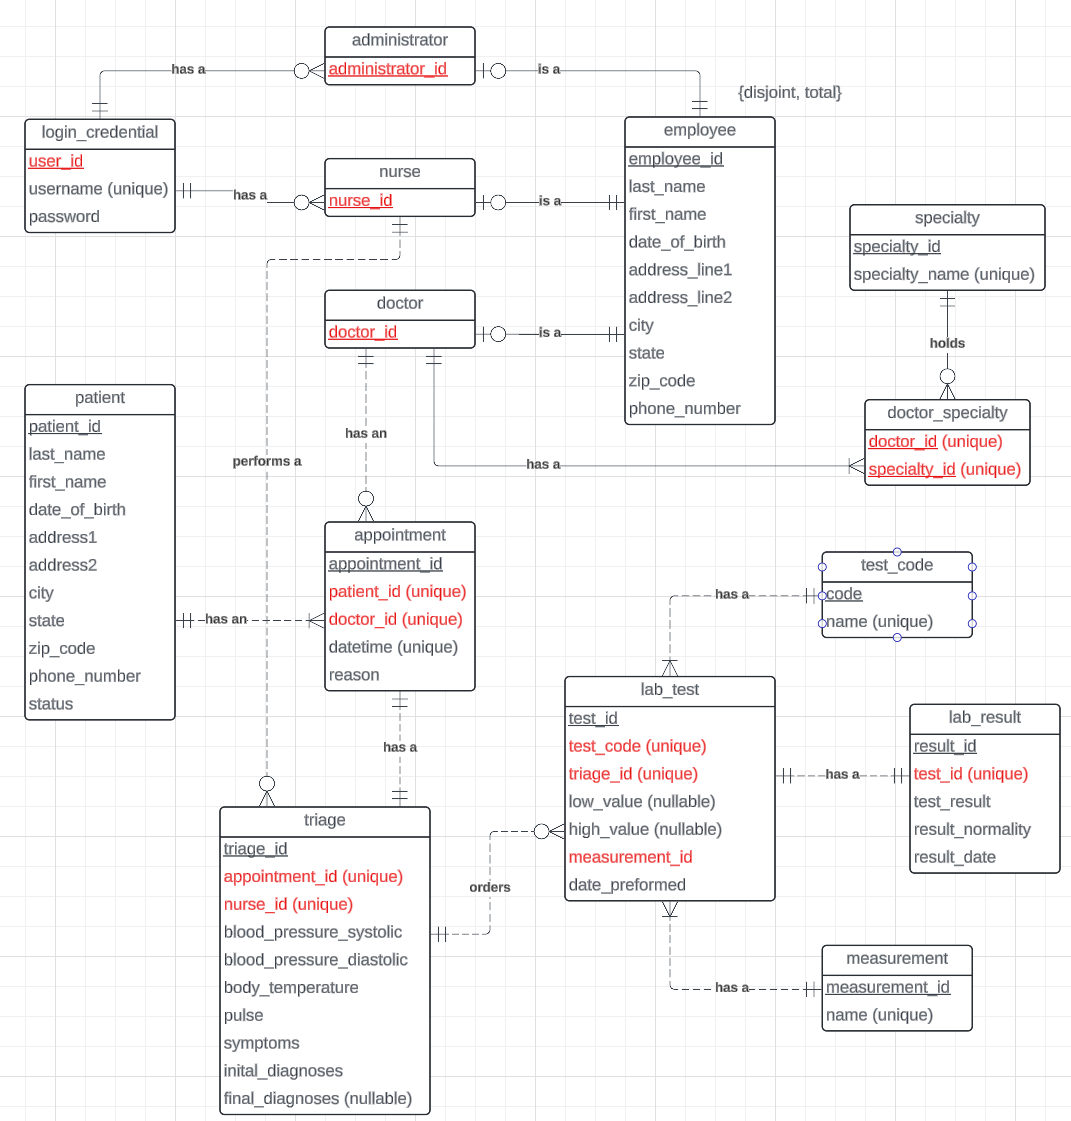 administrator
administrator_id
has a
is a
{disjoint, total}
login_credential
user_id
username (unique)
password
has a
nurse
nurse_id
is a
employee
employee_id
last_name
first_name
date_of_birth
address_line1
address_line2
city
state
zip_code
phone_number
specialty
specialty_id
specialty_name (unique)
holds
doctor
doctor_id
is a
doctor_specialty
doctor_id (unique)
specialty_id (unique)
has a
has an
performs a
patient
patient_id
last_name
first_name
date_of_birth
address1
address2
city
state
zip_code
phone_number
status
has an
appointment
appointment_id
patient_id (unique)
doctor_id (unique)
datetime (unique)
reason
has a
test_code
code
name (unique)
has a
lab_test
test_id
test_code (unique)
triage_id (unique)
low_value (nullable)
high_value (nullable)
measurement_id
date_preformed
has a
lab_result
result_id
test_id (unique)
test_result
result_normality
result_date
triage
triage_id
appointment_id (unique)
nurse_id (unique)
blood_pressure_systolic
blood_pressure_diastolic
body_temperature
pulse
symptoms
inital_diagnoses
final_diagnoses (nullable)
orders
has a
measurement
measurement_id
name (unique)